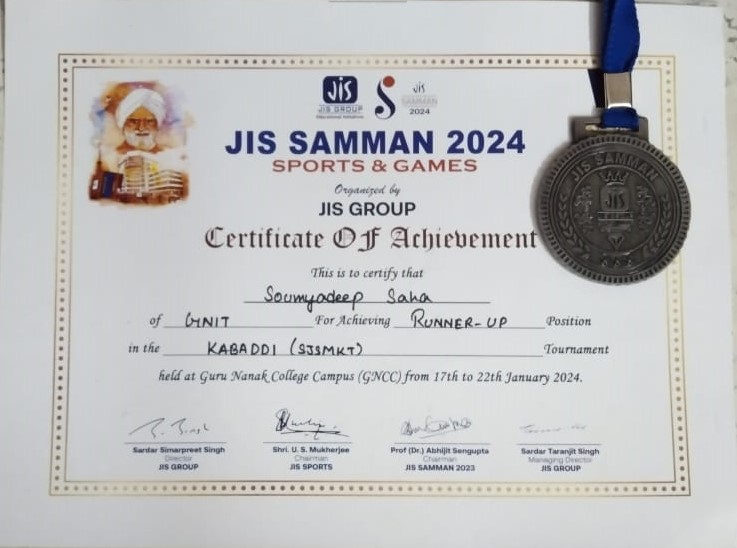 JIS
JIS GROUP
Educational Initiatives
JIS
SAMMAN
2024
JIS SAMMAN 2024
SPORTS & GAMES
Organized by
JIS GROUP
Certificate OF Achievement
This is to certify that
Soumyadeep Saha
of GNIT For Achieving RUNNER-UP Position
in the KABADDI (SJSMKT) Tournament
held at Guru Nanak College Campus (GNCC) from 17th to 22th January 2024.
Sardar Simarpreet Singh
Director
JIS GROUP
Shri. U. S. Mukherjee
Chairman
JIS SPORTS
Prof (Dr.) Abhijit Sengupta
Chairman
JIS SAMMAN 2023
Sardar Taranjit Singh
Managing Director
JIS GROUP
JIS SAMMAN
JIS